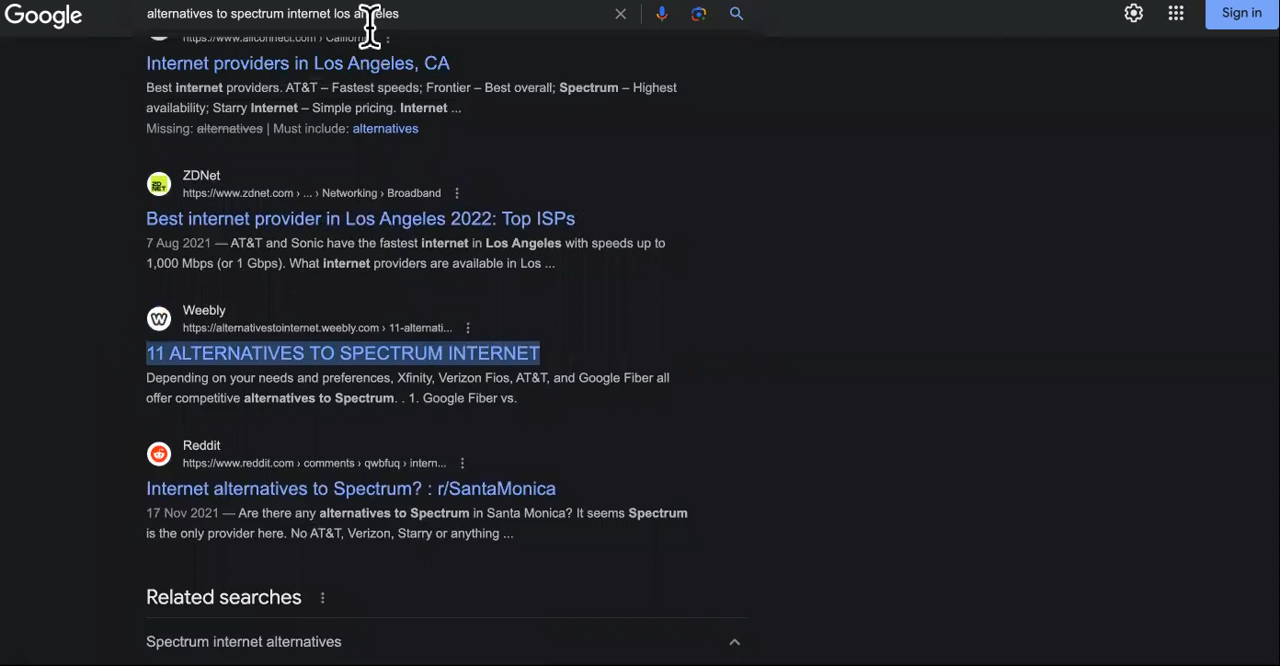 Google
alternatives to spectrum internet los angeles
Sign in
https://www.allconnect.com › California
Internet providers in Los Angeles, CA
Best internet providers. AT&T – Fastest speeds; Frontier – Best overall; Spectrum – Highest
availability; Starry Internet – Simple pricing. Internet ...
Missing: alternatives | Must include: alternatives
ZDNet
https://www.zdnet.com › ... › Networking › Broadband
Best internet provider in Los Angeles 2022: Top ISPs
7 Aug 2021 — AT&T and Sonic have the fastest internet in Los Angeles with speeds up to
1,000 Mbps (or 1 Gbps). What internet providers are available in Los ...
Weebly
https://alternativestointernet.weebly.com › 11-alternati...
11 ALTERNATIVES TO SPECTRUM INTERNET
Depending on your needs and preferences, Xfinity, Verizon Fios, AT&T, and Google Fiber all
offer competitive alternatives to Spectrum. . 1. Google Fiber vs.
Reddit
https://www.reddit.com › comments › qwbfuq › intern...
Internet alternatives to Spectrum? : r/SantaMonica
17 Nov 2021 — Are there any alternatives to Spectrum in Santa Monica? It seems Spectrum
is the only provider here. No AT&T, Verizon, Starry or anything ...
Related searches
Spectrum internet alternatives